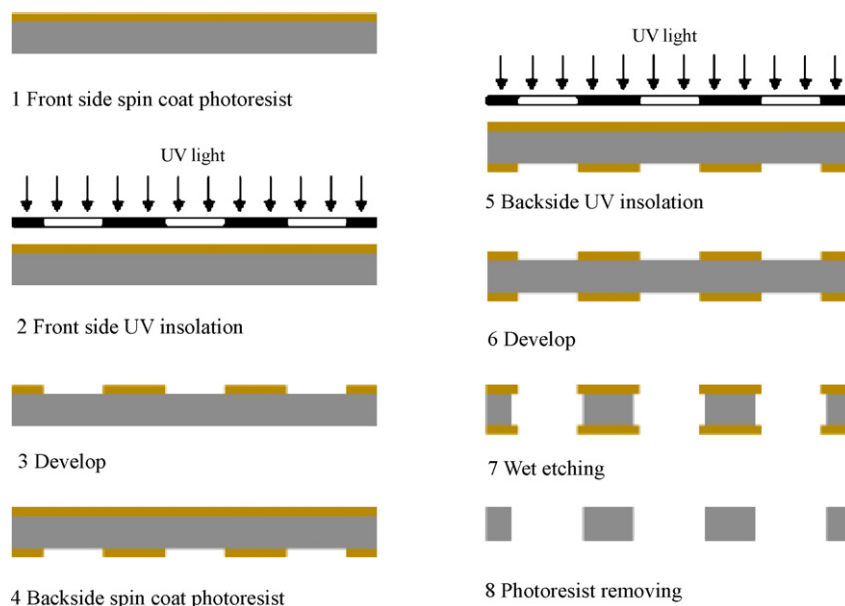 1 Front side spin coat photoresist
UV light
2 Front side UV insolation
3 Develop
4 Backside spin coat photoresist
UV light
5 Backside UV insolation
6 Develop
7 Wet etching
8 Photoresist removing